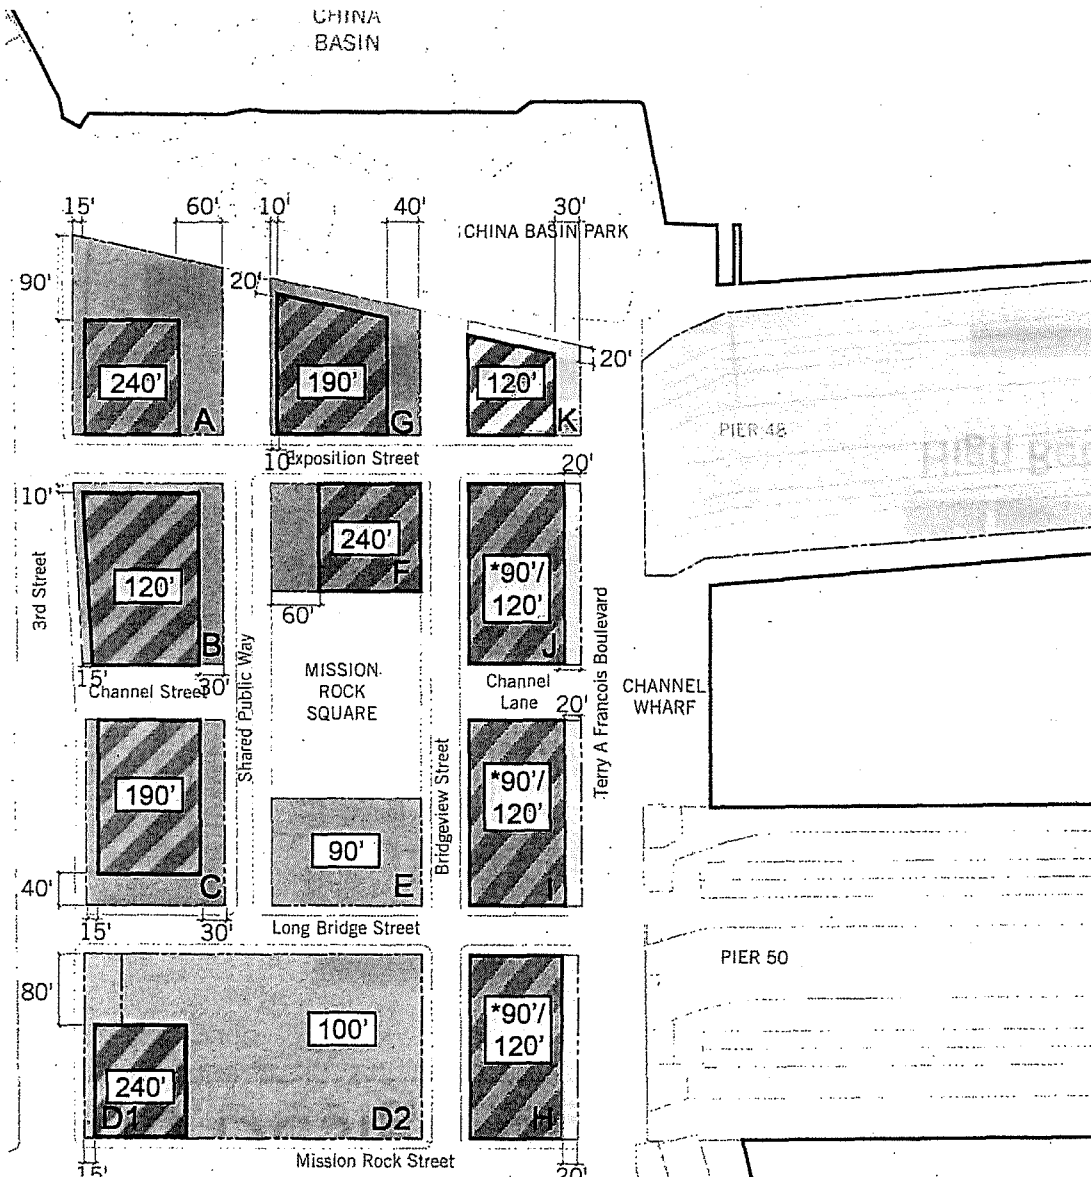 CHINA
BASIN
15'
60'
10'
40'
30'
CHINA BASIN PARK
90'
20'
20'
240'
190'
120'
A
G
K
PIER 48
10'
Exposition Street
20'
10'
240'
F
*90'/
120'
120'
3rd Street
60'
B
J
Shared Public Way
MISSION
ROCK
SQUARE
Terry A Francois Boulevard
15'
30'
Channel Street
Channel
Lane
CHANNEL
WHARF
20'
Bridgeview Street
190'
*90'/
120'
90'
40'
C
E
I
15'
30'
Long Bridge Street
PIER 50
80'
100'
*90'/
120'
240'
D1
D2
H
15'
Mission Rock Street
20'